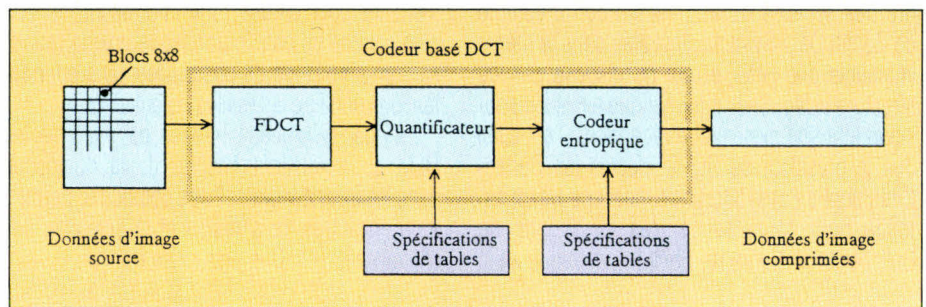 Codeur basé DCT
Blocs 8x8
FDCT
Quantificateur
Codeur
entropique
Données d'image
source
Spécifications
de tables
Spécifications
de tables
Données d'image
comprimées